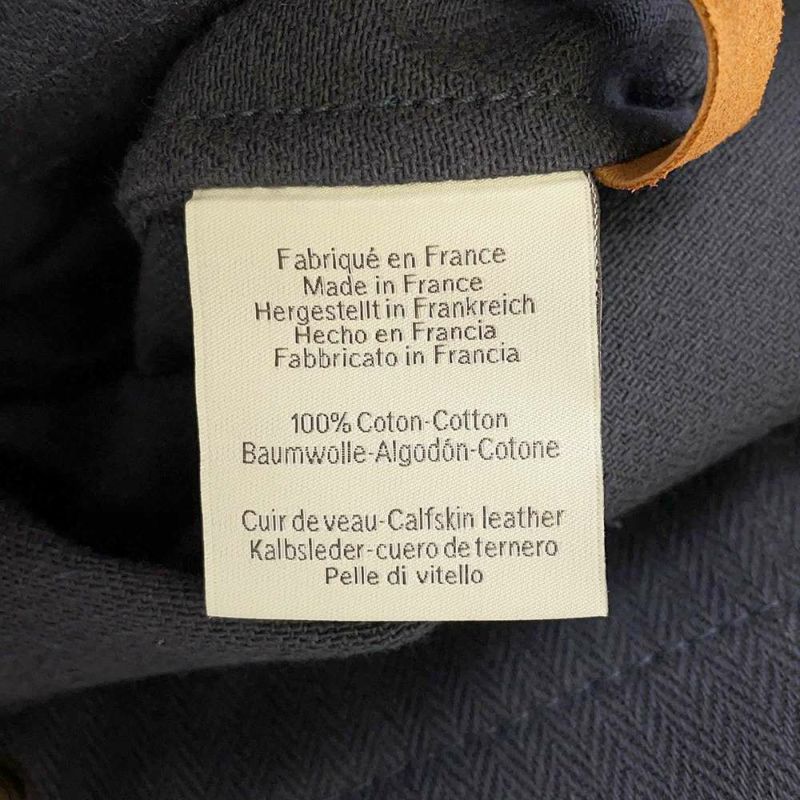 Fabriqué en France
Made in France
Hergestellt in Frankreich
Hecho en Francia
Fabbricato in Francia
100% Coton-Cotton
Baumwolle-Algodón-Cotone
Cuir de veau-Calfskin leather
Kalbsleder-cuero de ternero
Pelle di vitello